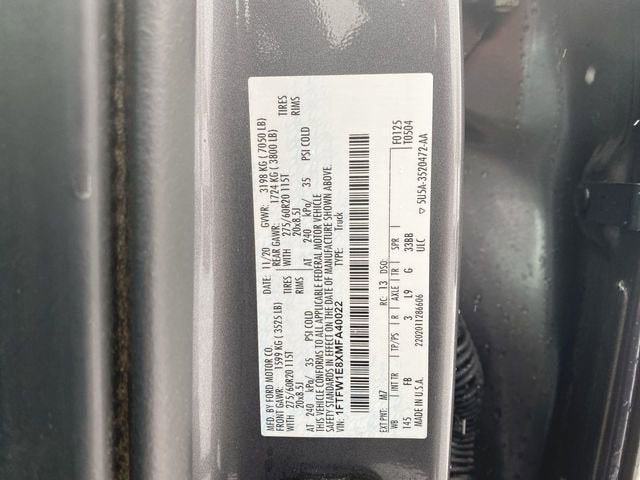 MFD. BY FORD MOTOR CO.
DATE: 11/20 GVWR: 3198 KG ( 7050 LB)
FRONT GAWR: 1599 KG ( 3525 LB) REAR GAWR: 1724 KG ( 3800 LB)
WITH 275/60R20 115T TIRES WITH 275/60R20 115T TIRES
20x8.5J RIMS 20x8.5J RIMS
AT 240 kPa/ 35 PSI COLD AT 240 kPa/ 35 PSI COLD
THIS VEHICLE CONFORMS TO ALL APPLICABLE FEDERAL MOTOR VEHICLE
SAFETY STANDARDS IN EFFECT ON THE DATE OF MANUFACTURE SHOWN ABOVE.
VIN: 1FTFW1E8XMFA40022 TYPE: Truck
F0125
T0504
EXT PNT: M7 RC: 13 DSO:
WB INT TR TP/PS R AXLE TR SPR
145 FB 3 L9 G 33BB
MADE IN U.S.A. 2202011286606 ULC
▽ 5U5A-3520472-AA